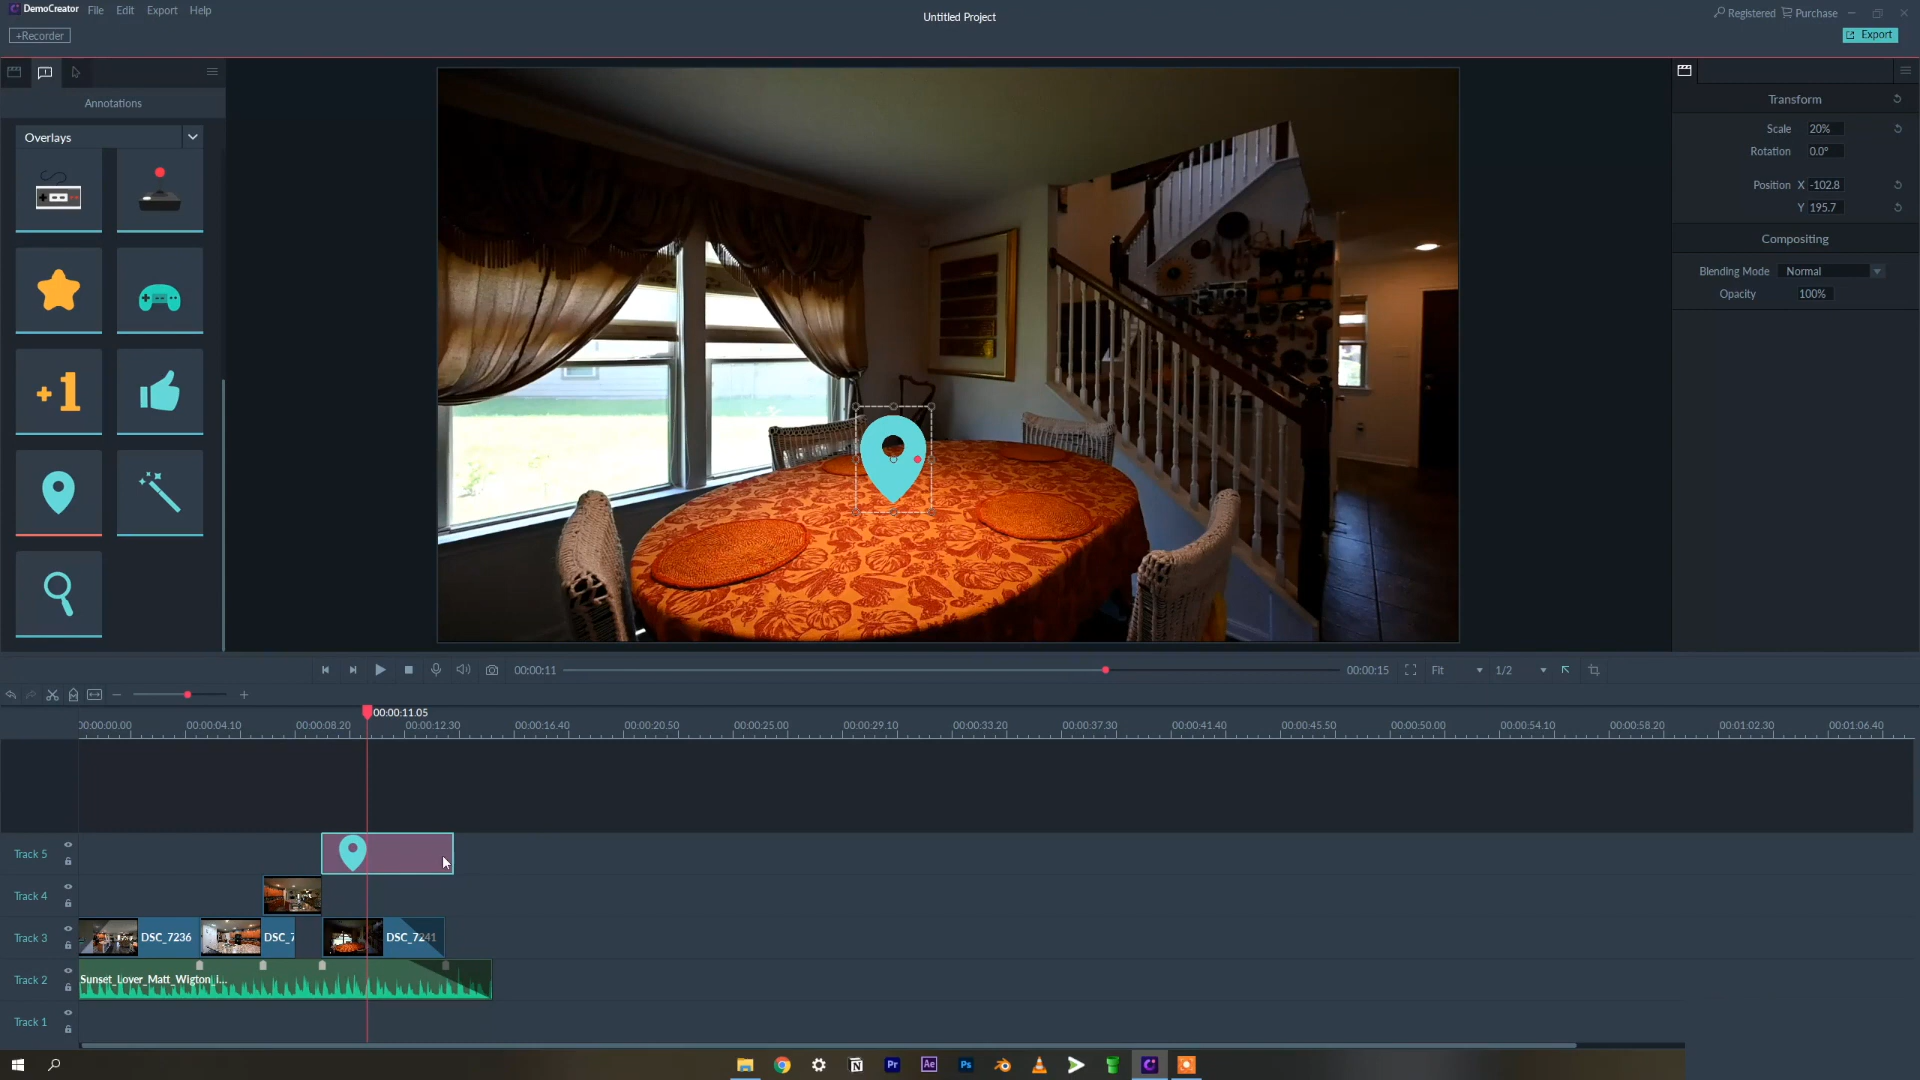 DemoCreator File Edit Export Help
Untitled Project
Registered Purchase
+Recorder
Export
Annotations
Overlays
+1
Transform
Scale 20%
Rotation 0.0°
Position X -102.8
Y 195.7
Compositing
Blending Mode Normal
Opacity 100%
00:00:11 00:00:15 Fit 1/2
00:00:11.05
00:00:00.00 00:00:04.10 00:00:08.20 00:00:12.30 00:00:16.40 00:00:20.50 00:00:25.00 00:00:29.10 00:00:33.20 00:00:37.30 00:00:41.40 00:00:45.50 00:00:50.00 00:00:54.10 00:00:58.20 00:01:02.30 00:01:06.40
Track 5
Track 4
Track 3 DSC_7236 DSC_7 DSC_7241
Track 2 Sunset_Lover_Matt_Wigton_i...
Track 1
N Pr Ae Ps